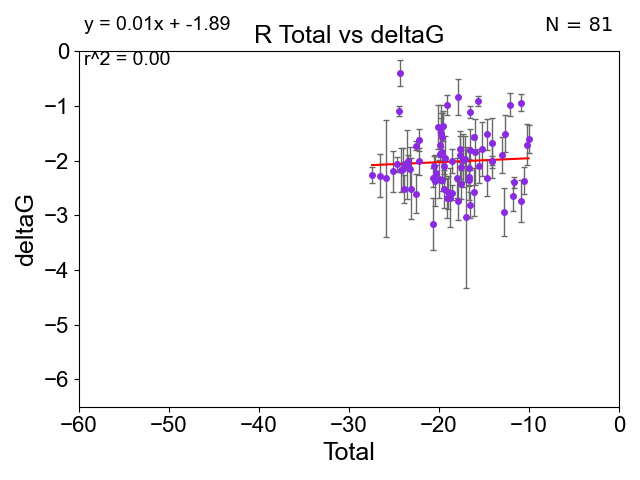 y = 0.01x + -1.89
N = 81
R Total vs deltaG
r^2 = 0.00
0
−1
−2
−3
−4
−5
−6
deltaG
−60
−50
−40
−30
−20
−10
0
Total